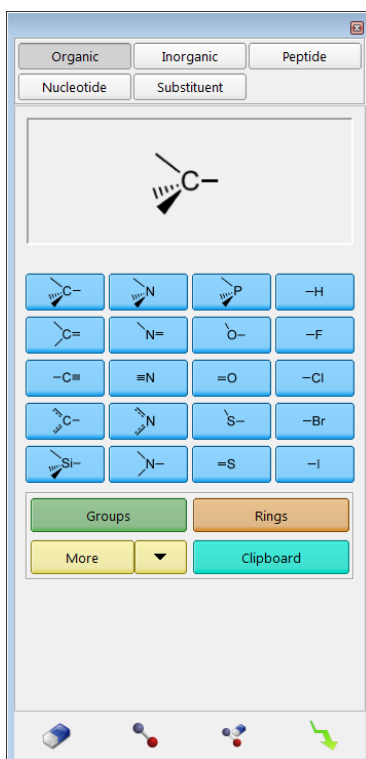 Organic Inorganic Peptide
Nucleotide Substituent
C–
C– N P –H
C= N= O– –F
–C≡ ≡N =O –Cl
C– N S– –Br
Si– N– =S –I
Groups Rings
More Clipboard